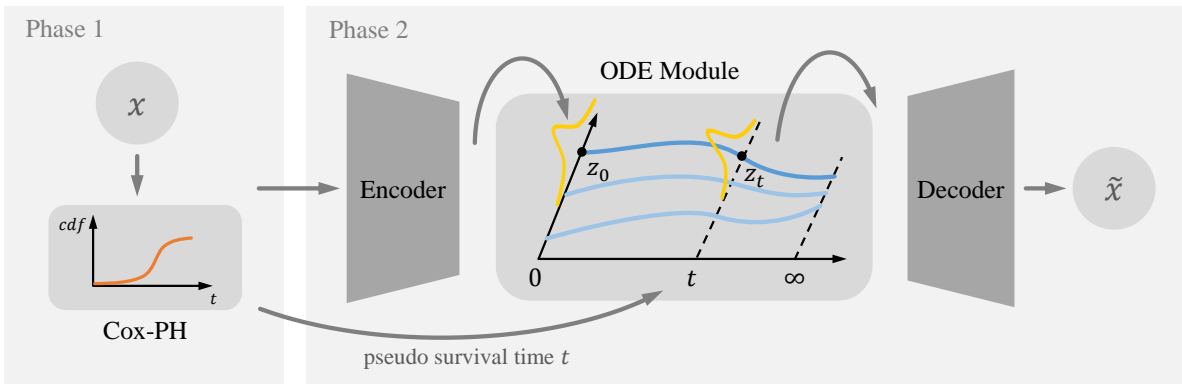 Phase 1
x
cdf
t
Cox-PH
Phase 2
Encoder
ODE Module
z₀
zₜ
0
t
∞
pseudo survival time t
Decoder
x̃